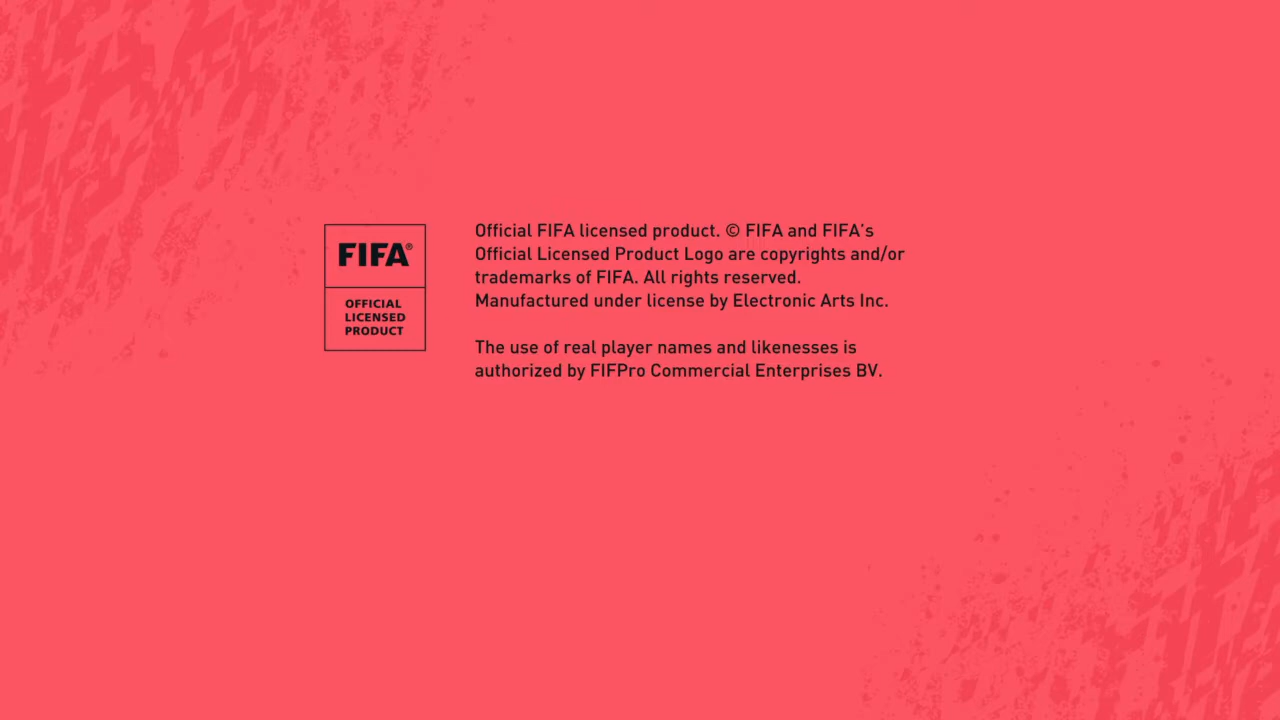 FIFA®
OFFICIAL
LICENSED
PRODUCT
Official FIFA licensed product. © FIFA and FIFA's
Official Licensed Product Logo are copyrights and/or
trademarks of FIFA. All rights reserved.
Manufactured under license by Electronic Arts Inc.
The use of real player names and likenesses is
authorized by FIFPro Commercial Enterprises BV.